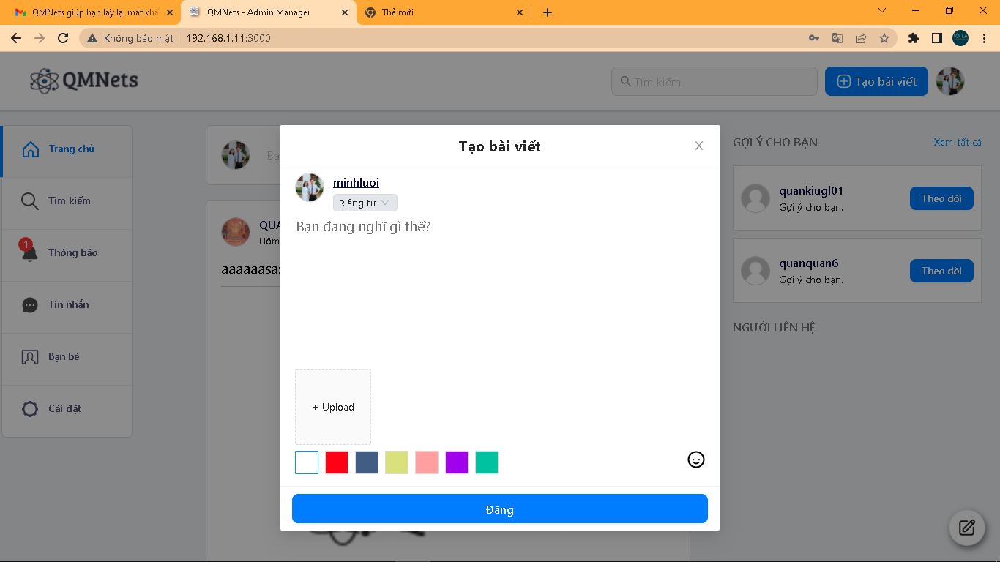 QMNets giúp bạn lấy lại mật khẩ
QMNets - Admin Manager
Thẻ mới
Không bảo mật
192.168.1.11:3000
QMNets
Tìm kiếm
Tạo bài viết
Trang chủ
Tìm kiếm
1
Thông báo
Tin nhắn
Bạn bè
Cài đặt
Bạ
QUÂ
Hôm
aaaaaasas
Tạo bài viết
minhluoi
Riêng tư
Bạn đang nghĩ gì thế?
+ Upload
Đăng
GỢI Ý CHO BẠN
Xem tất cả
quankiugl01
Gợi ý cho bạn.
Theo dõi
quanquan6
Gợi ý cho bạn.
Theo dõi
NGƯỜI LIÊN HỆ